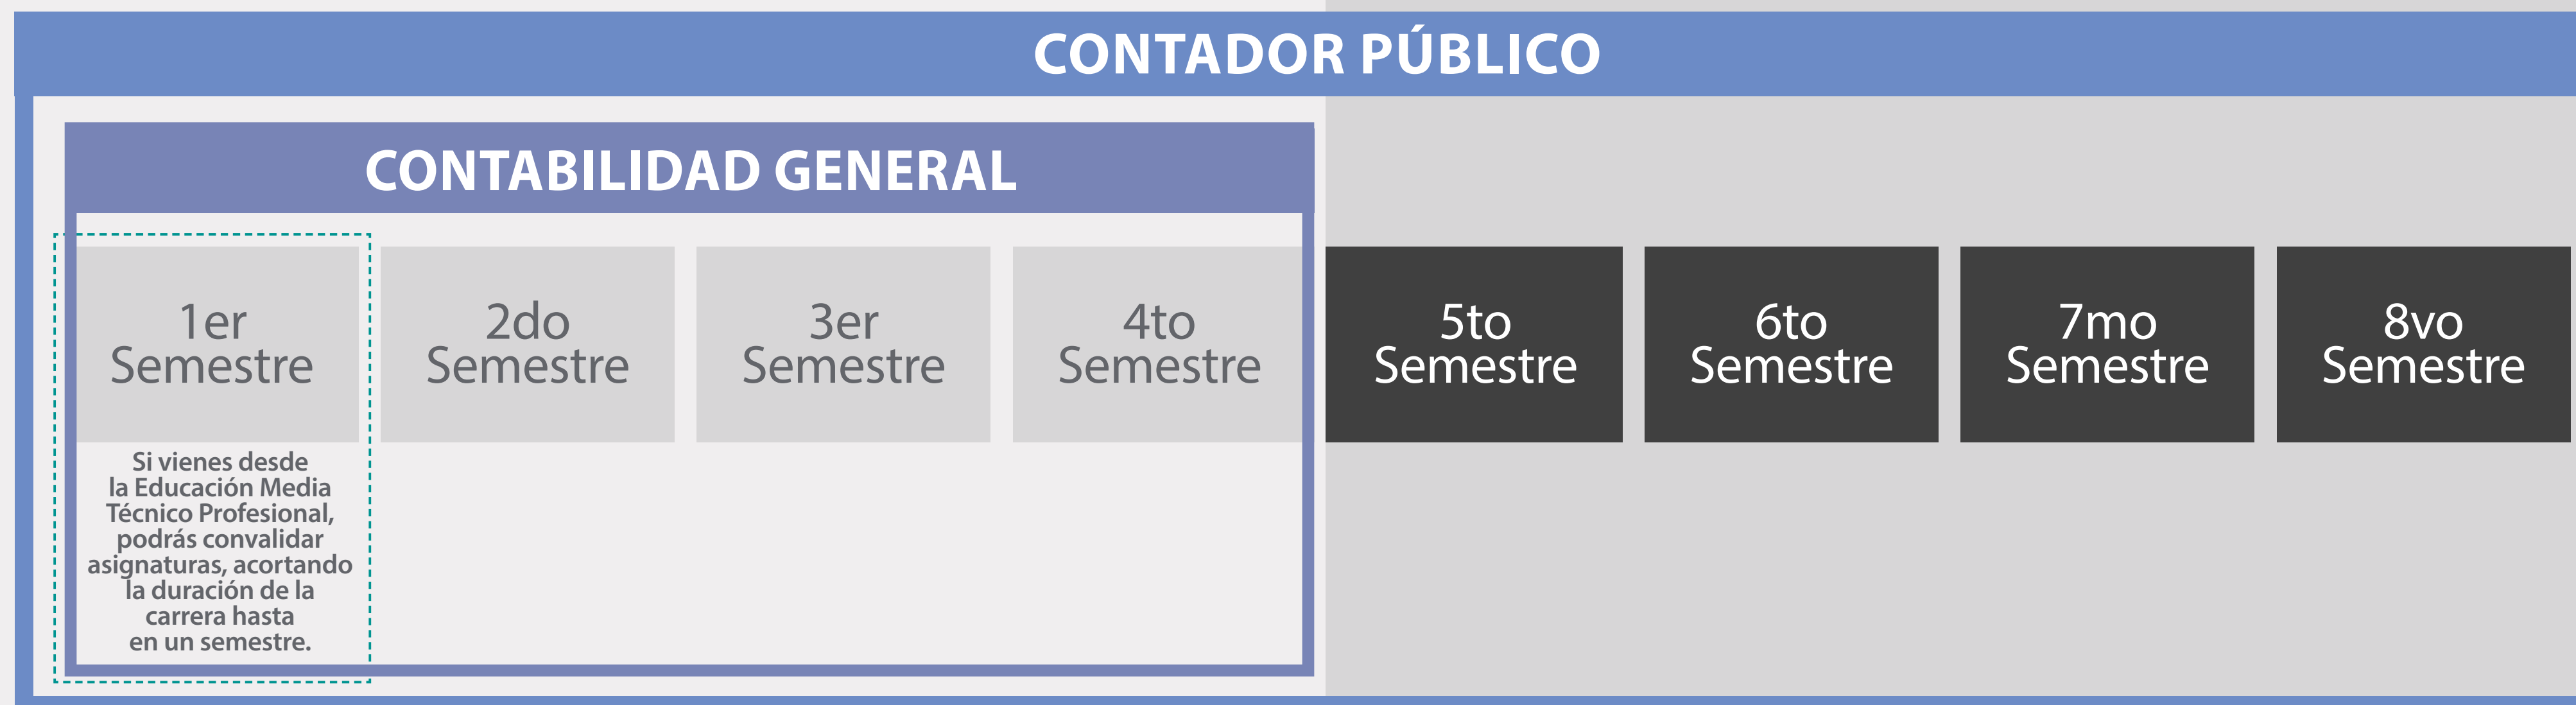 CONTADOR PÚBLICO
CONTABILIDAD GENERAL
1er
Semestre
2do
Semestre
3er
Semestre
4to
Semestre
5to
Semestre
6to
Semestre
7mo
Semestre
8vo
Semestre
Si vienes desde
la Educación Media
Técnico Profesional,
podrás convalidar
asignaturas, acortando
la duración de la
carrera hasta
en un semestre.